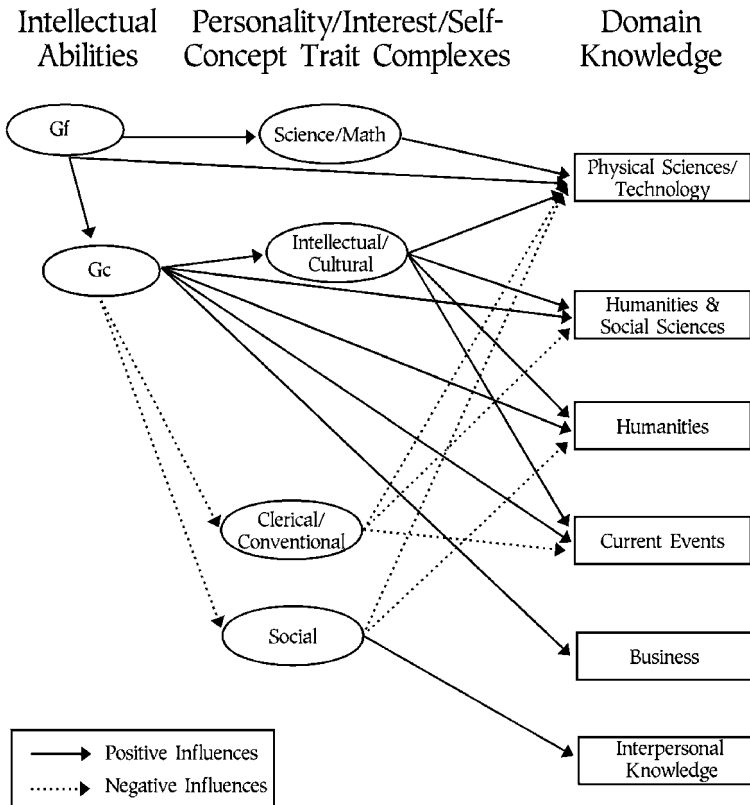 Intellectual
Abilities
Personality/Interest/Self-
Concept Trait Complexes
Domain
Knowledge
Gf
Science/Math
Physical Sciences/
Technology
Gc
Intellectual/
Cultural
Humanities &
Social Sciences
Humanities
Clerical/
Conventional
Current Events
Social
Business
Positive Influences
Negative Influences
Interpersonal
Knowledge